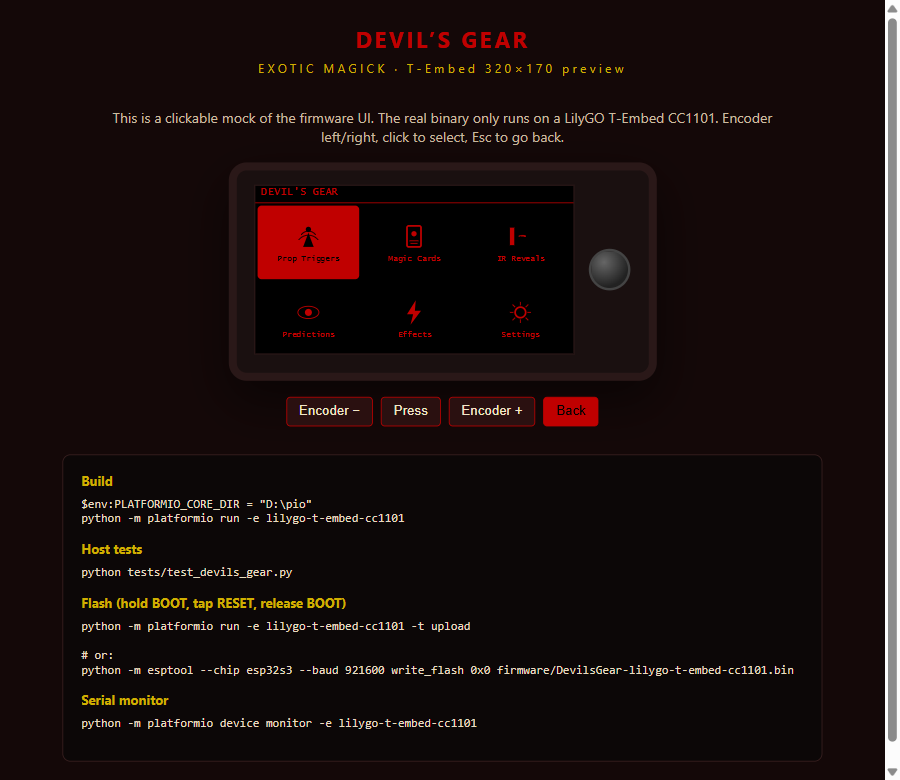 DEVIL’S GEAR
EXOTIC MAGICK · T-Embed 320×170 preview
This is a clickable mock of the firmware UI. The real binary only runs on a LilyGO T-Embed CC1101. Encoder
left/right, click to select, Esc to go back.
DEVIL'S GEAR
Prop Triggers
Magic Cards
IR Reveals
Predictions
Effects
Settings
Encoder −
Press
Encoder +
Back
Build
$env:PLATFORMIO_CORE_DIR = "D:\pio"
python -m platformio run -e lilygo-t-embed-cc1101
Host tests
python tests/test_devils_gear.py
Flash (hold BOOT, tap RESET, release BOOT)
python -m platformio run -e lilygo-t-embed-cc1101 -t upload
# or:
python -m esptool --chip esp32s3 --baud 921600 write_flash 0x0 firmware/DevilsGear-lilygo-t-embed-cc1101.bin
Serial monitor
python -m platformio device monitor -e lilygo-t-embed-cc1101